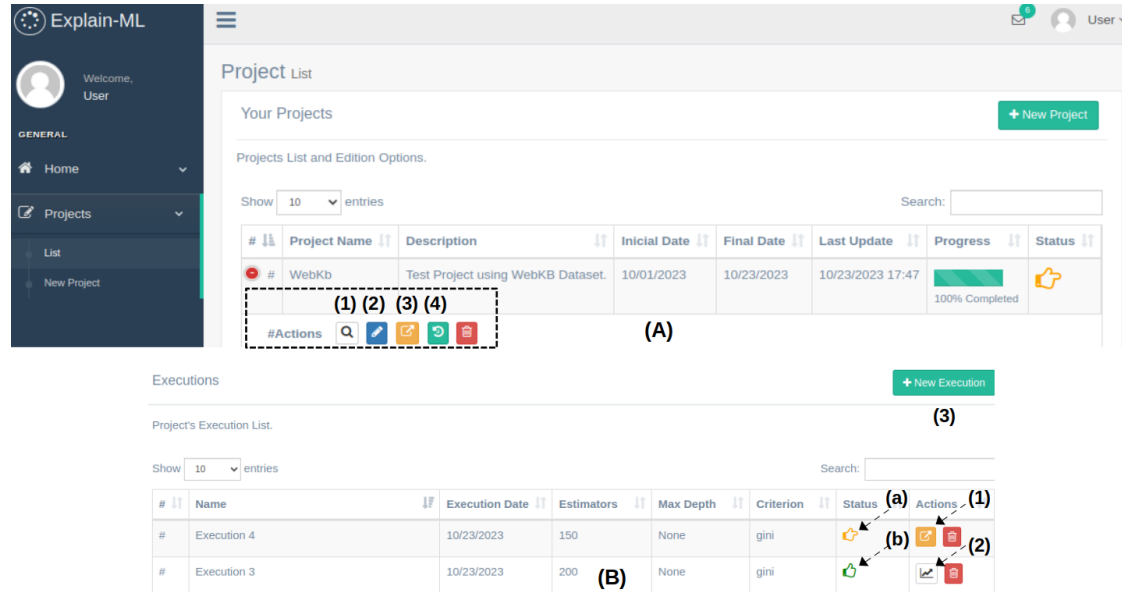 Explain-ML
6
User
Welcome,
User
Project List
Your Projects
+ New Project
GENERAL
Projects List and Edition Options.
Home
Show 10 entries
Search:
Projects
# Project Name Description Inicial Date Final Date Last Update Progress Status
List
# WebKb Test Project using WebKB Dataset. 10/01/2023 10/23/2023 10/23/2023 17:47
New Project
100% Completed
(1) (2) (3) (4)
#Actions
(A)
Executions
+ New Execution
(3)
Project's Execution List.
Show 10 entries
Search:
# Name Execution Date Estimators Max Depth Criterion Status (a) Actions (1)
# Execution 4 10/23/2023 150 None gini
(b) (2)
# Execution 3 10/23/2023 200 None gini
(B)